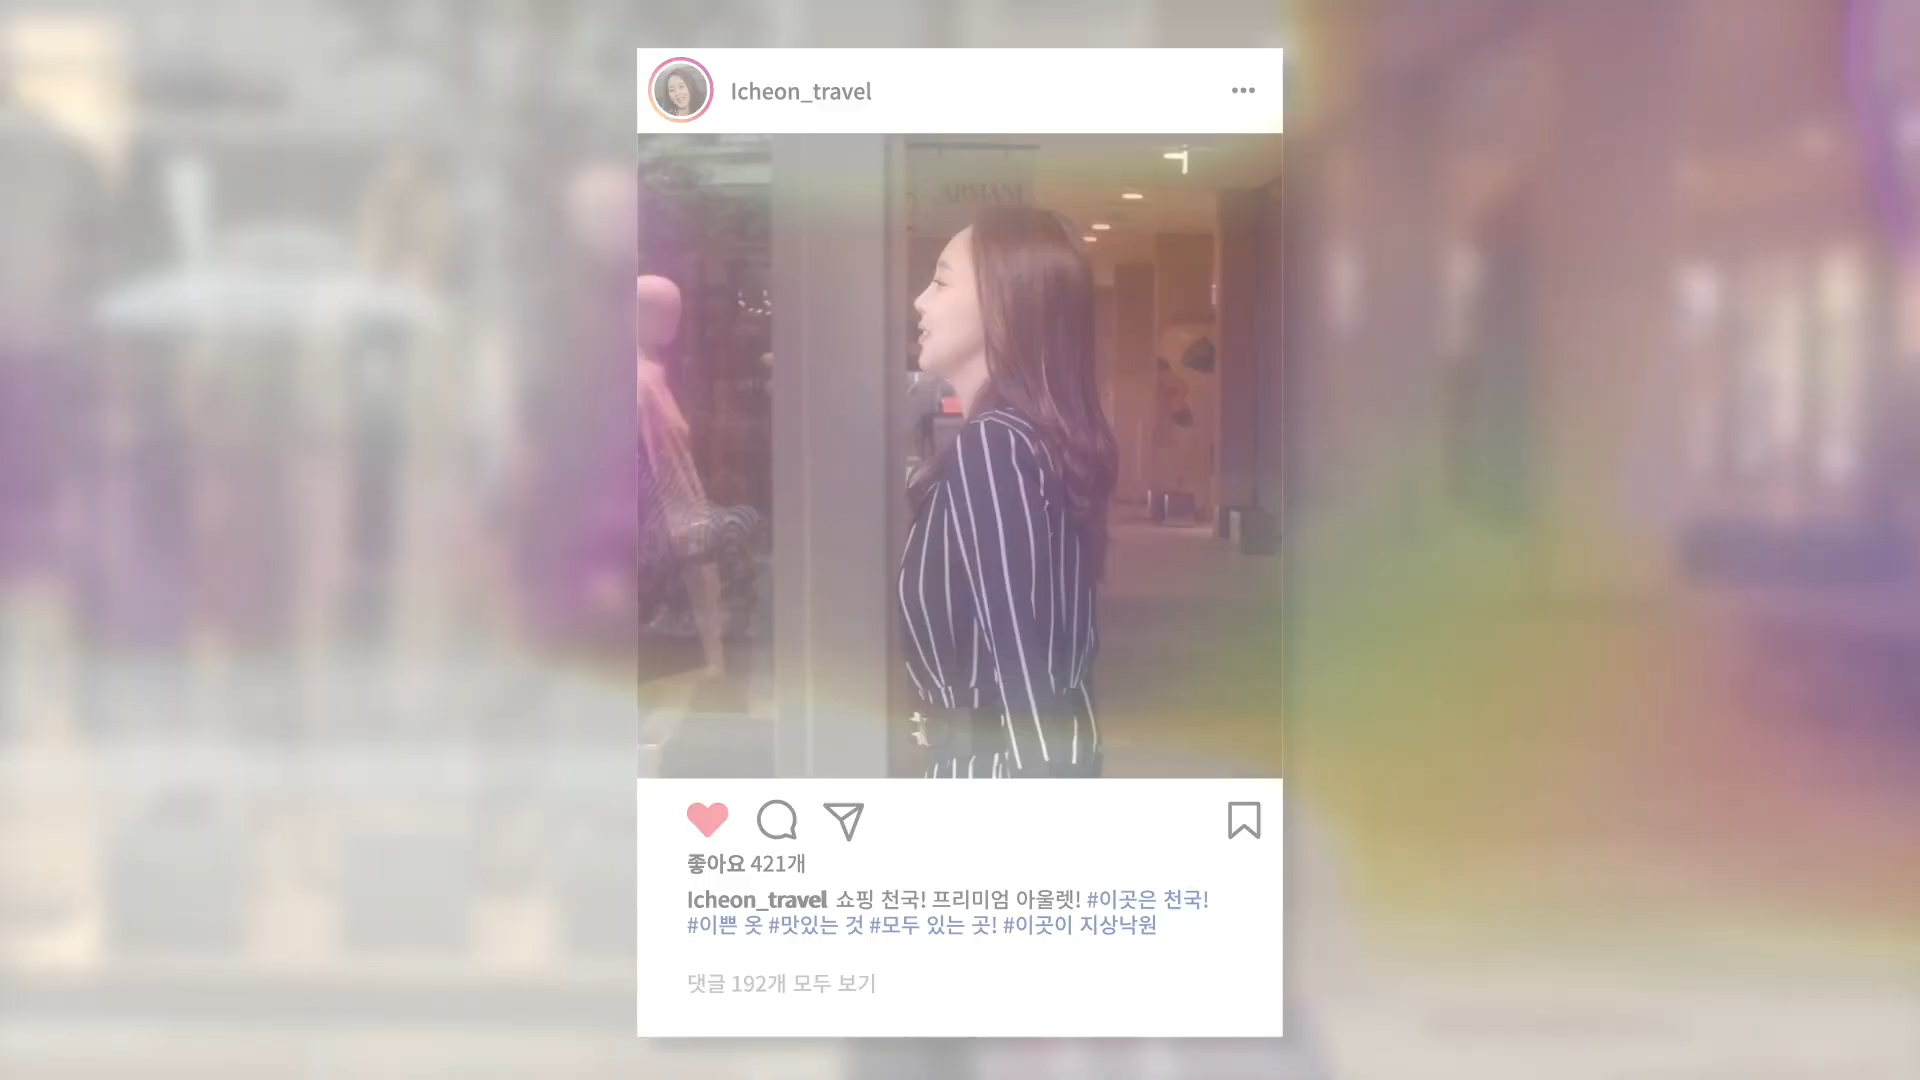 Icheon_travel
ARMANI
좋아요 421개
Icheon_travel 쇼핑 천국! 프리미엄 아울렛! #이곳은 천국!
#이쁜 옷 #맛있는 것 #모두 있는 곳! #이곳이 지상낙원
댓글 192개 모두 보기